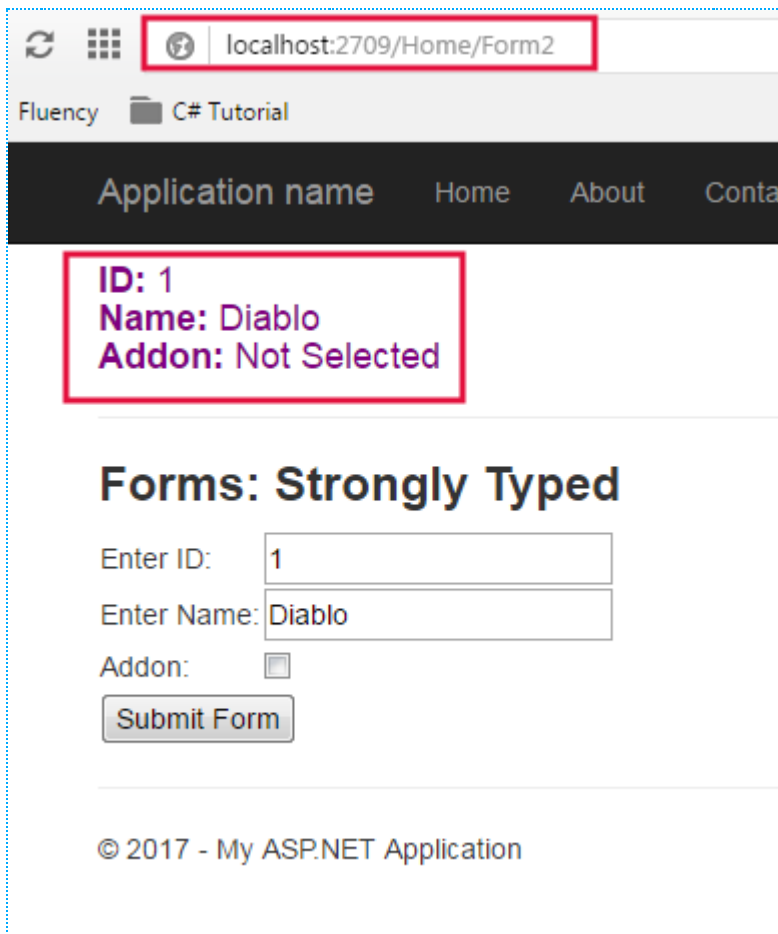 localhost:2709/Home/Form2
Fluency C# Tutorial
Application name Home About Conta
ID: 1
Name: Diablo
Addon: Not Selected
Forms: Strongly Typed
Enter ID: 1
Enter Name: Diablo
Addon:
Submit Form
© 2017 - My ASP.NET Application